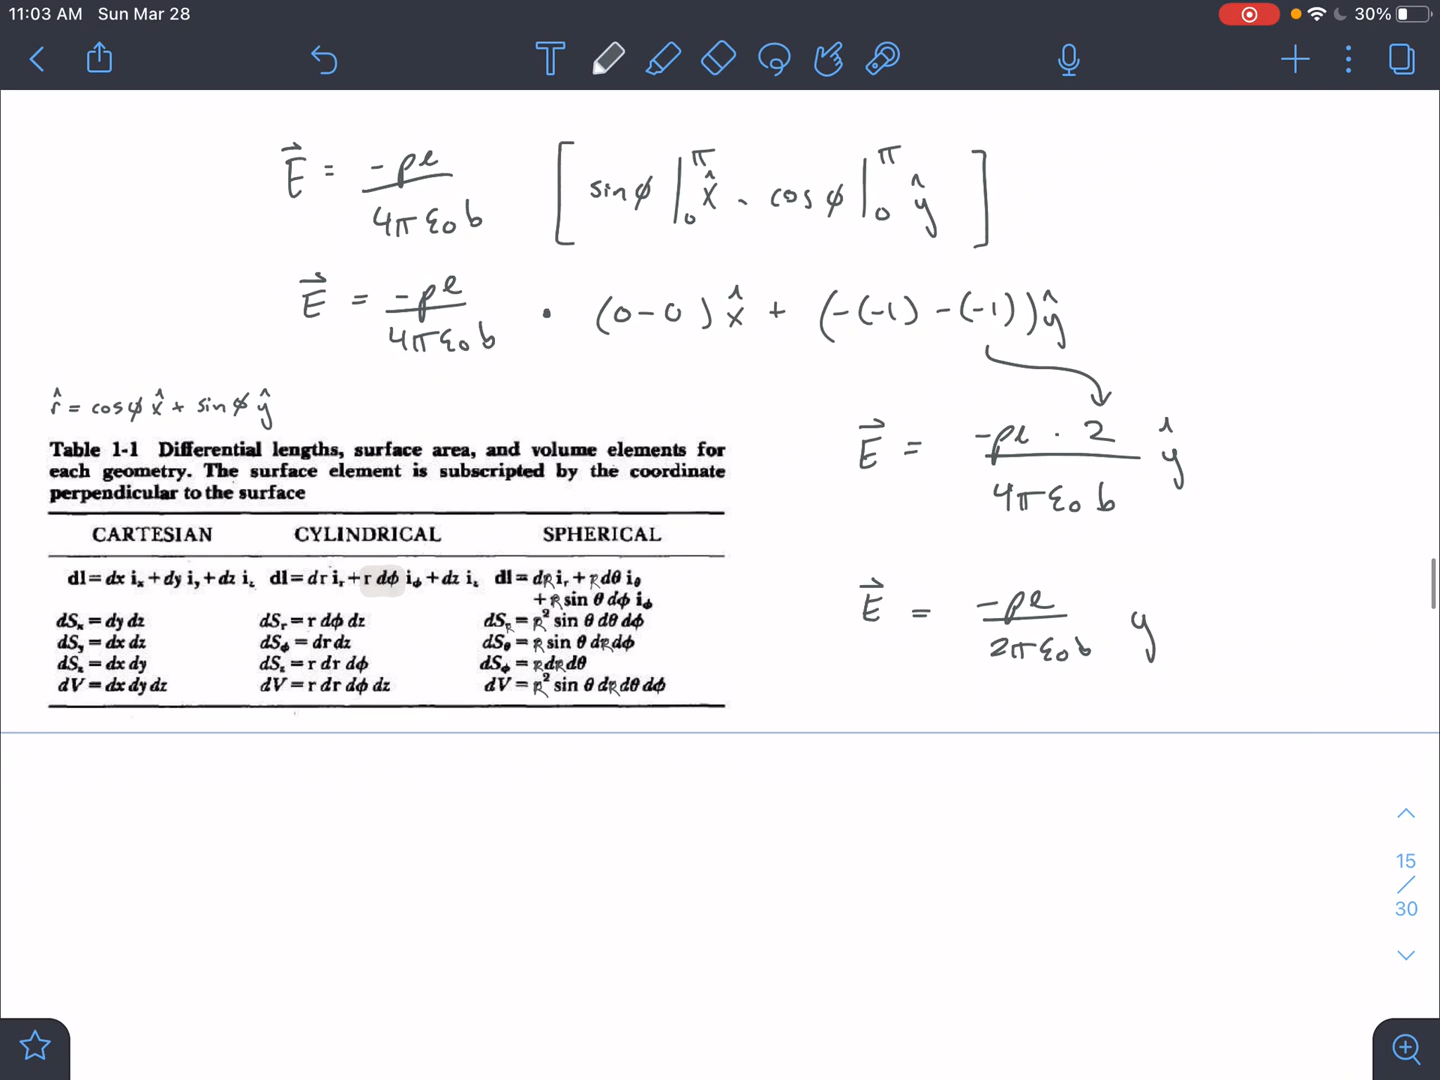 11:03 AM Sun Mar 28
30%
T
E⃗ = -ρℓ / 4πε₀b [ sinϕ |₀^π x̂ - cosϕ |₀^π ŷ ]
E⃗ = -ρℓ / 4πε₀b · (0-0) x̂ + (-(-1) -(-1)) ŷ
r̂ = cosϕ x̂ + sinϕ ŷ
E⃗ = -ρℓ · 2 / 4πε₀b ŷ
Table 1-1 Differential lengths, surface area, and volume elements for
each geometry. The surface element is subscripted by the coordinate
perpendicular to the surface
CARTESIAN CYLINDRICAL SPHERICAL
dl = dx iₓ + dy i_y + dz i_z dl = dr i_r + r dϕ i_ϕ + dz i_z dl = dR i_r + R dθ i_θ
+ R sin θ dϕ i_ϕ
dSₓ = dy dz dS_r = r dϕ dz dS_R = R² sin θ dθ dϕ
dS_y = dx dz dS_ϕ = dr dz dS_θ = R sin θ dR dϕ
dS_z = dx dy dS_z = r dr dϕ dS_ϕ = R dR dθ
dV = dx dy dz dV = r dr dϕ dz dV = R² sin θ dR dθ dϕ
E⃗ = -ρℓ / 2πε₀b y
15
/
30